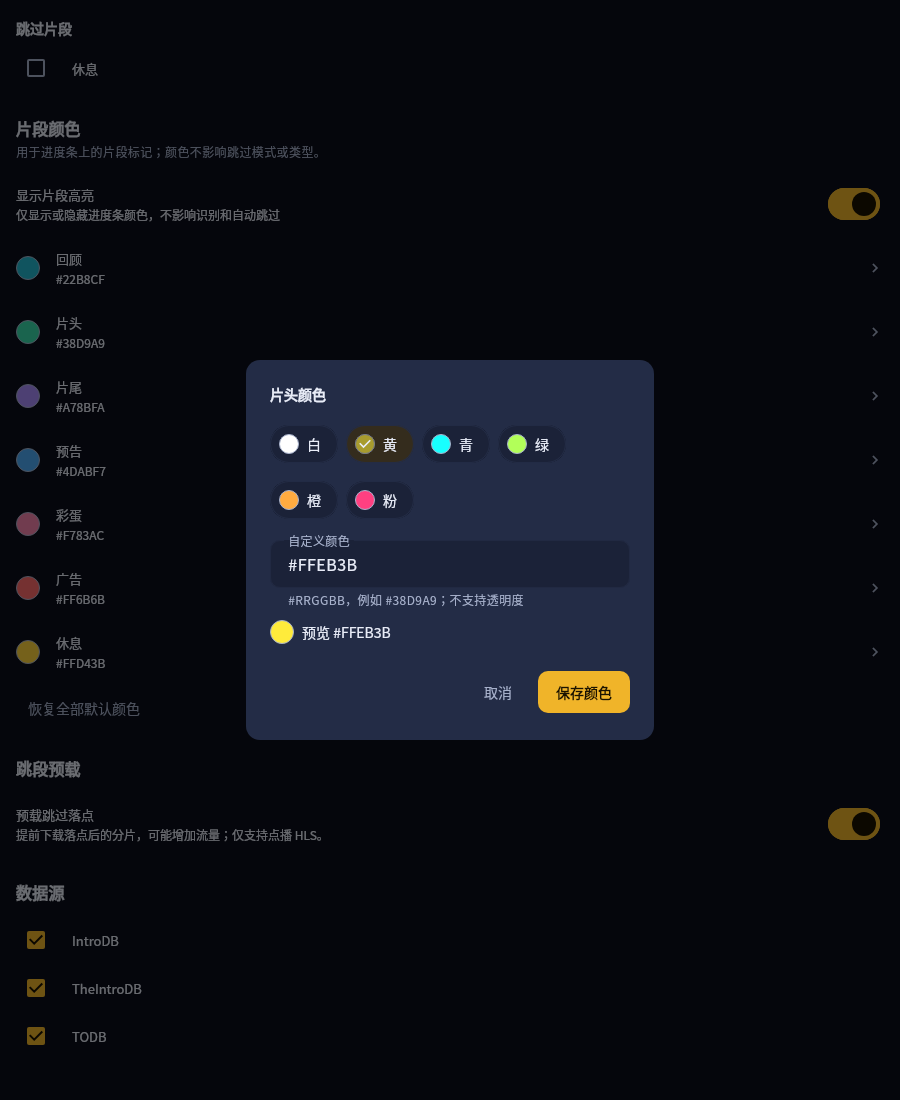 跳过片段
休息
片段颜色
用于进度条上的片段标记；颜色不影响跳过模式或类型。
显示片段高亮
仅显示或隐藏进度条颜色，不影响识别和自动跳过
回顾
#22B8CF
片头
#38D9A9
片尾
#A78BFA
预告
#4DABF7
彩蛋
#F783AC
广告
#FF6B6B
休息
#FFD43B
恢复全部默认颜色
片头颜色
白 黄 青 绿
橙 粉
自定义颜色
#FFEB3B
#RRGGBB，例如 #38D9A9；不支持透明度
预览 #FFEB3B
取消 保存颜色
跳段预载
预载跳过落点
提前下载落点后的分片，可能增加流量；仅支持点播 HLS。
数据源
IntroDB
TheIntroDB
TODB